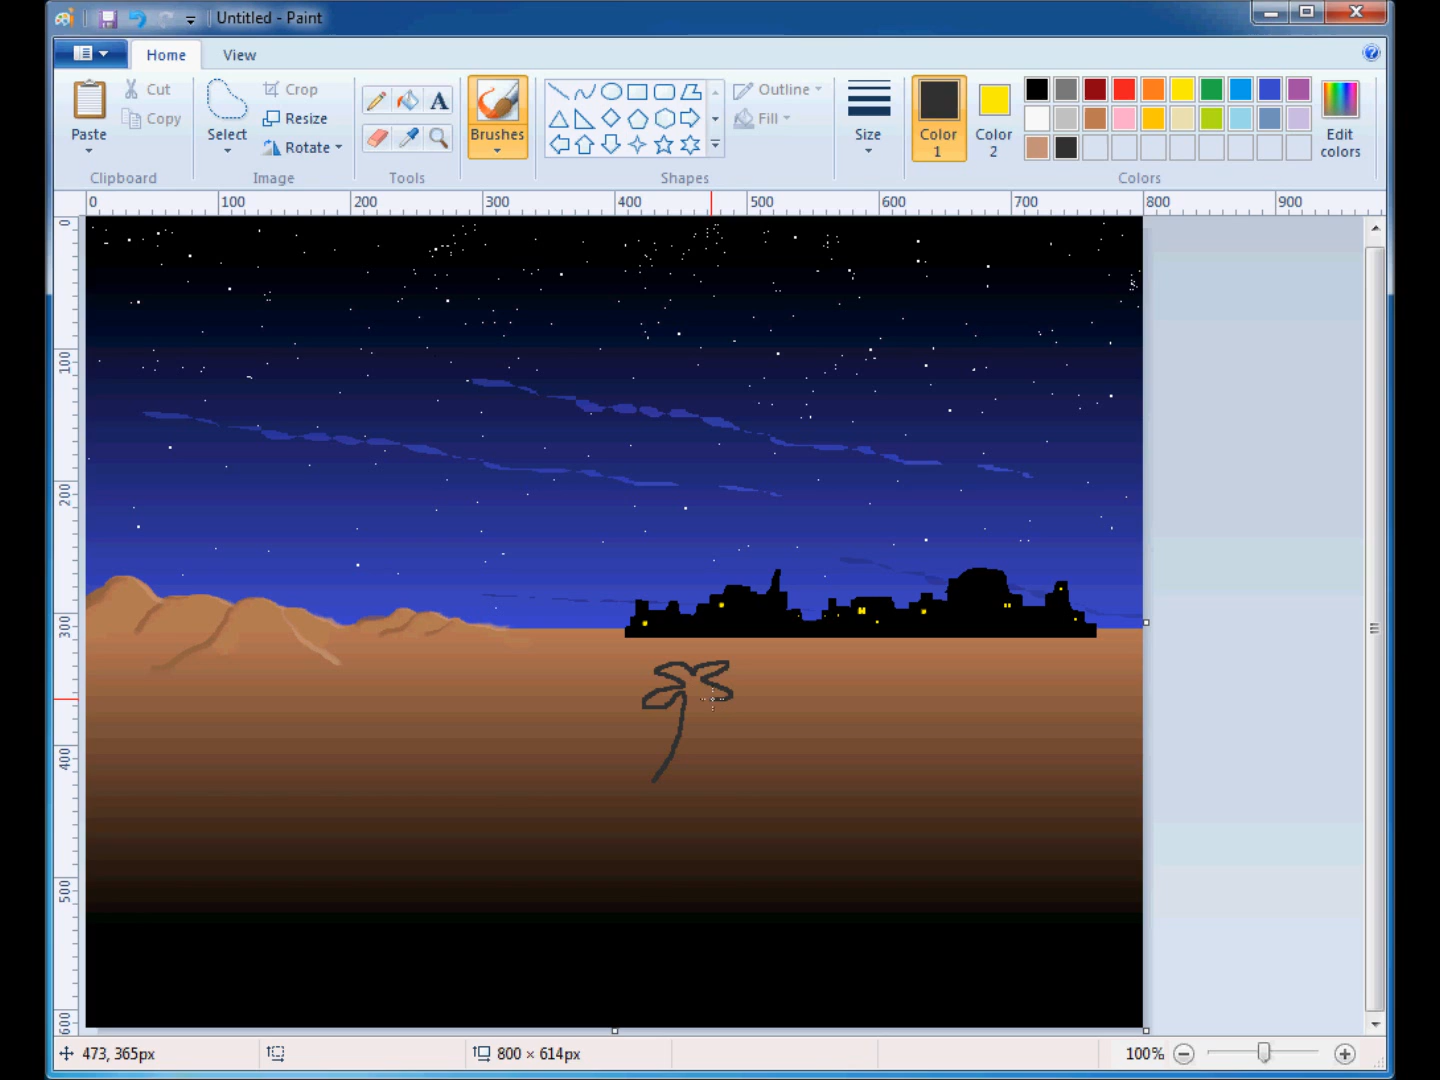 Untitled - Paint
Home View
Paste
Cut
Copy
Clipboard
Select
Crop
Resize
Rotate
Image
A
Tools
Brushes
Shapes
Outline
Fill
Size
Color
1
Color
2
Edit
colors
Colors
0 100 200 300 400 500 600 700 800 900
0
100
200
300
400
500
600
473, 365px
800 × 614px
100%